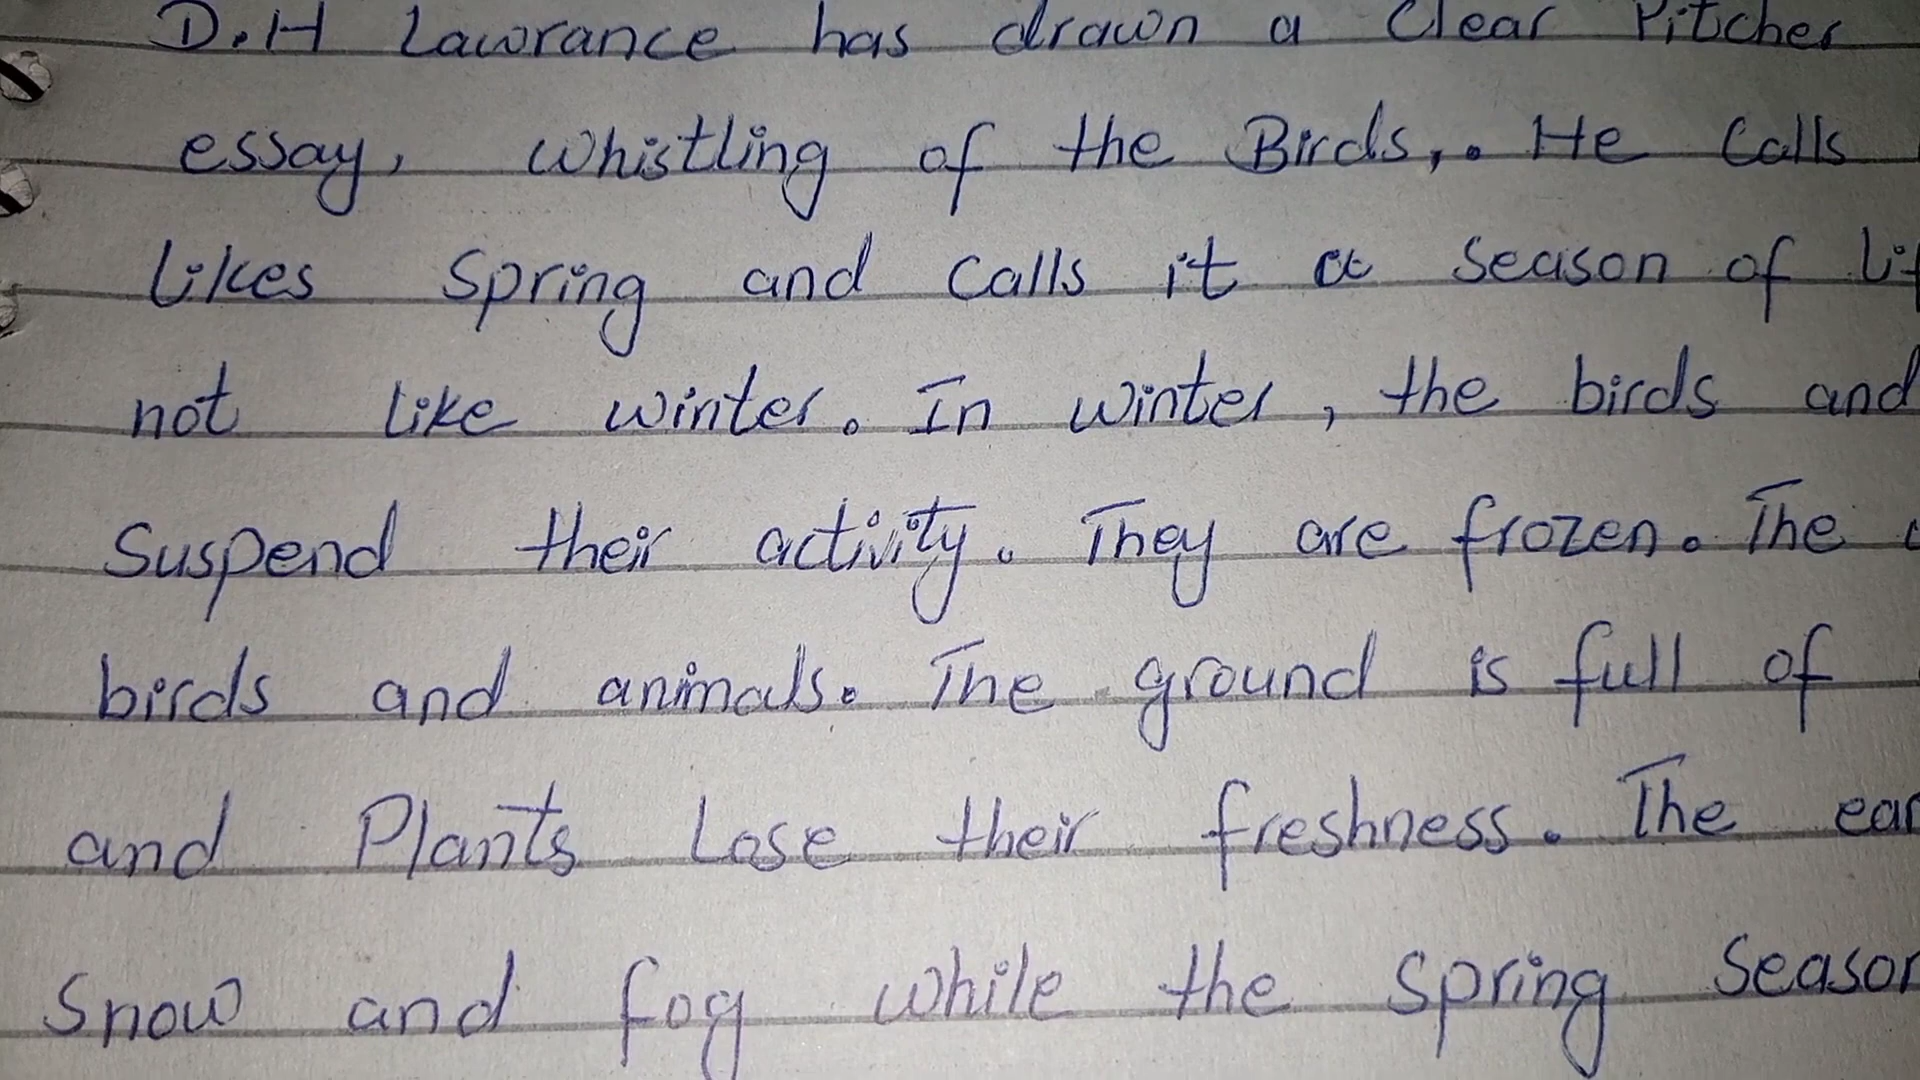 D.H Lawrance has drawn a Clear Pitcher
essay, whistling of the Birds,. He Calls
likes Spring and Calls it a Season of
not like winter. In winter, the birds and
Suspend their activity. They are frozen. The
birds and animals. The ground is full of
and Plants Lose their freshness. The
Snow and fog while the Spring Season